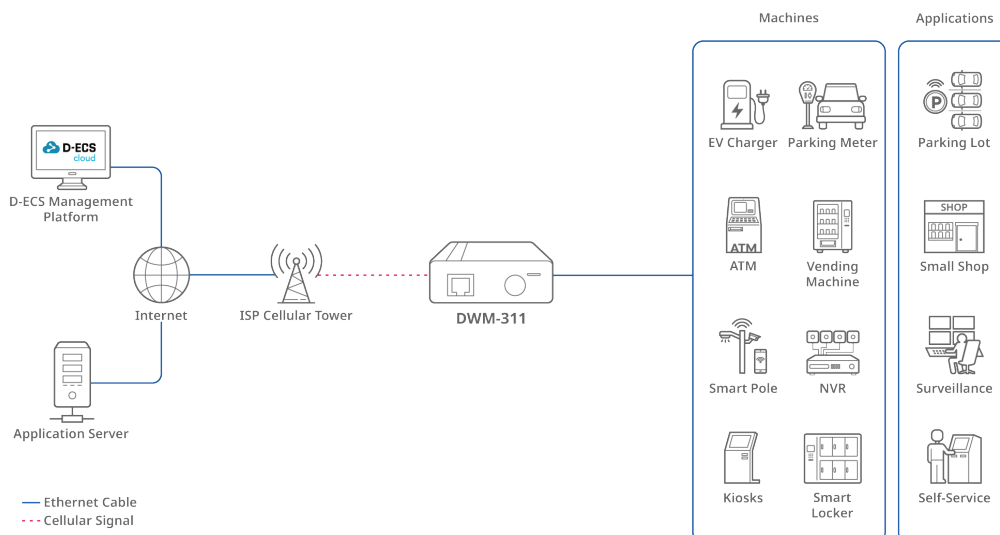 Machines
Applications
D-ECS
cloud
D-ECS Management
Platform
Internet
ISP Cellular Tower
DWM-311
Application Server
EV Charger
Parking Meter
P
Parking Lot
ATM
ATM
Vending
Machine
SHOP
Small Shop
Smart Pole
NVR
Surveillance
Kiosks
Smart
Locker
Self-Service
Ethernet Cable
Cellular Signal